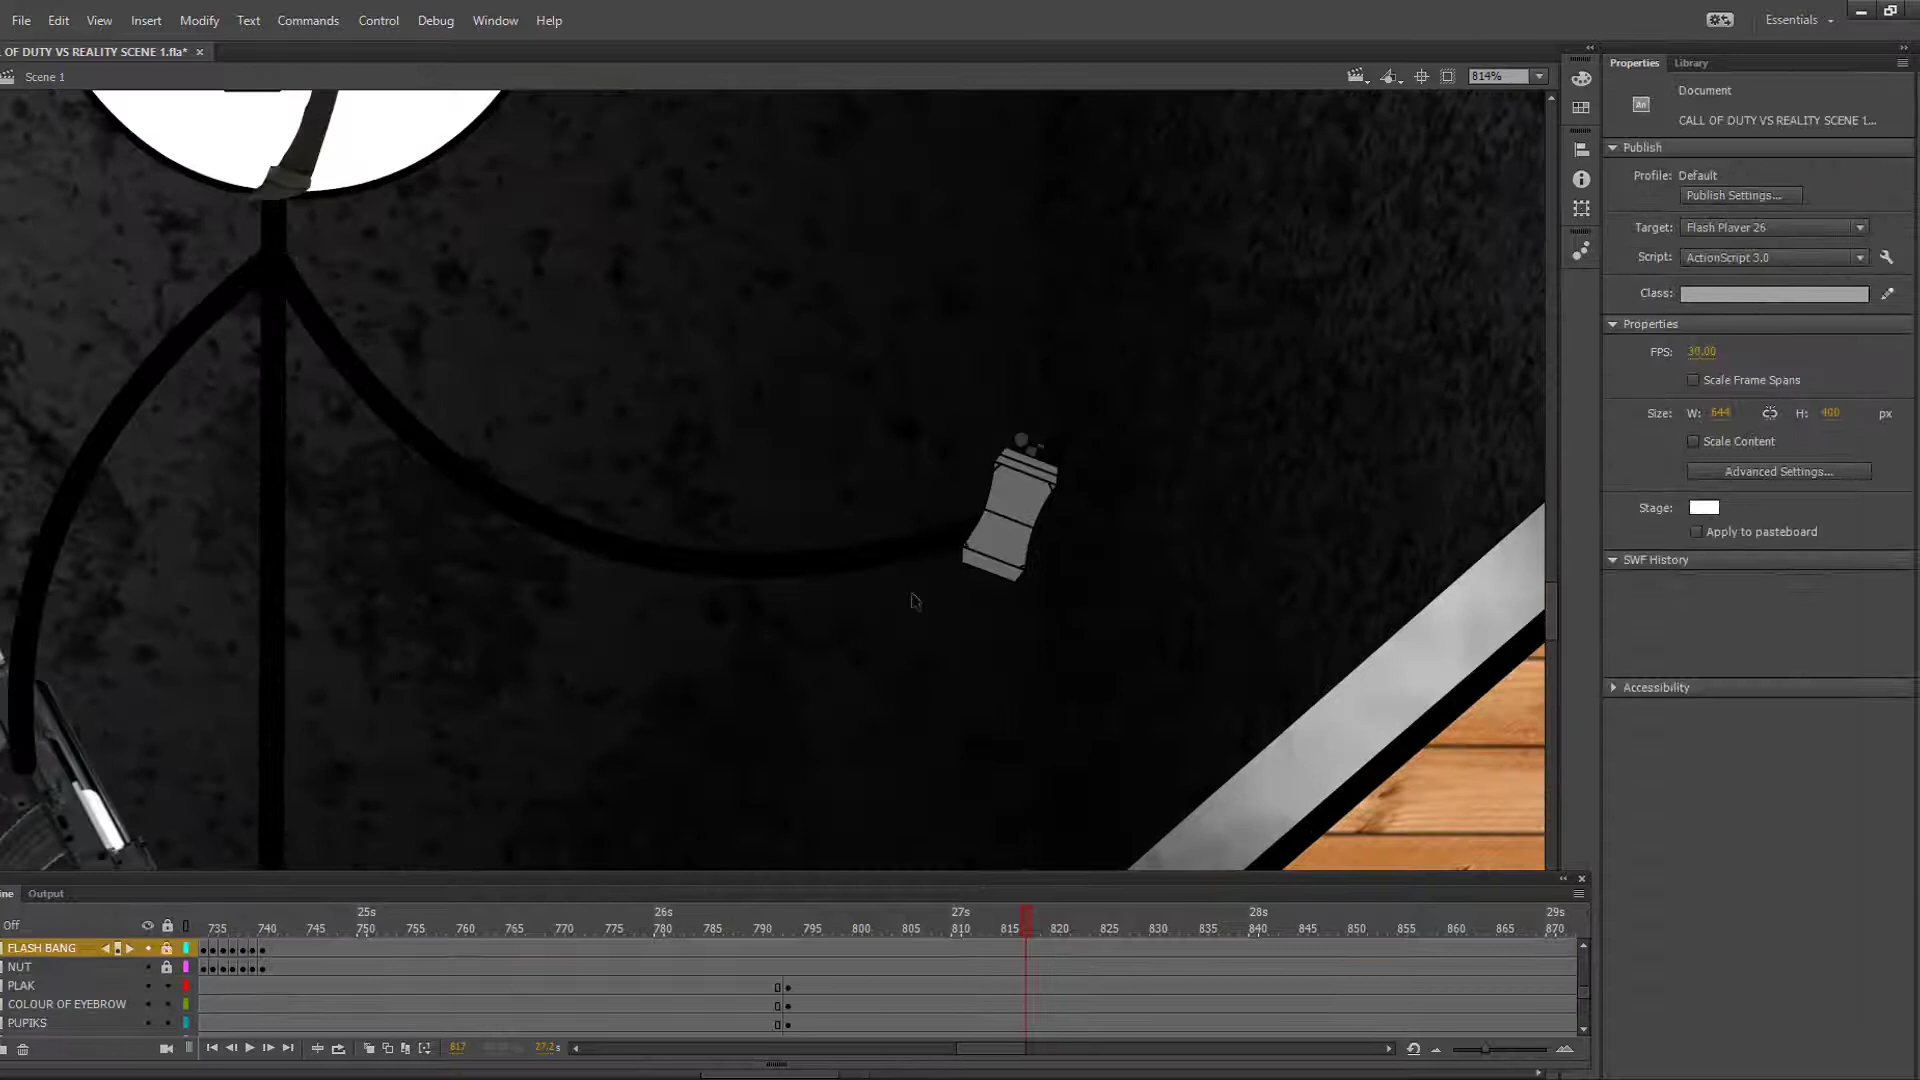 File Edit View Insert Modify Text Commands Control Debug Window Help
Essentials
OF DUTY VS REALITY SCENE 1.fla* ×
Scene 1
814%
Properties Library
Document
CALL OF DUTY VS REALITY SCENE 1...
Publish
Profile: Default
Publish Settings...
Target: Flash Player 26
Script: ActionScript 3.0
Class:
Properties
FPS: 30.00
Scale Frame Spans
Size: W: 644 H: 400 px
Scale Content
Advanced Settings...
Stage:
Apply to pasteboard
SWF History
Accessibility
Output
Off
25s 26s 27s 28s 29s
735 740 745 750 755 760 765 770 775 780 785 790 795 800 805 810 815 820 825 830 835 840 845 850 855 860 865 870
FLASH BANG
NUT
PLAK
COLOUR OF EYEBROW
PUPIKS
817 27.2s